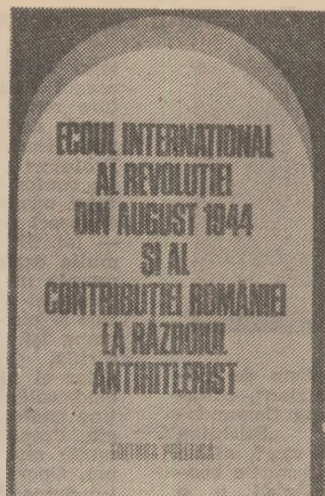 ECOUL INTERNAȚIONAL
AL REVOLUȚIEI
DIN AUGUST 1944
ȘI AL
CONTRIBUȚIEI ROMÂNIEI
LA RĂZBOIUL
ANTIHITLERIST
EDITURA POLITICĂ